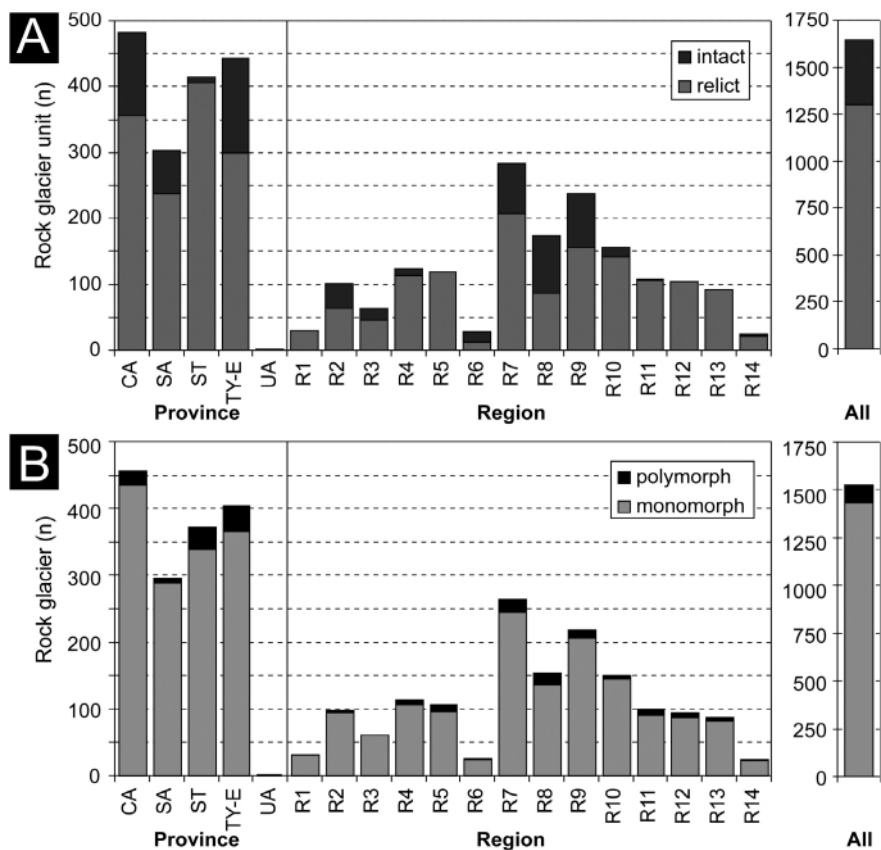 A
Rock glacier unit (n)
500
400
300
200
100
0
intact
relict
1750
1500
1250
1000
750
500
250
0
CA
SA
ST
TY-E
UA
R1
R2
R3
R4
R5
R6
R7
R8
R9
R10
R11
R12
R13
R14
Province
Region
All
B
Rock glacier (n)
500
400
300
200
100
0
polymorph
monomorph
1750
1500
1250
1000
750
500
250
0
CA
SA
ST
TY-E
UA
R1
R2
R3
R4
R5
R6
R7
R8
R9
R10
R11
R12
R13
R14
Province
Region
All